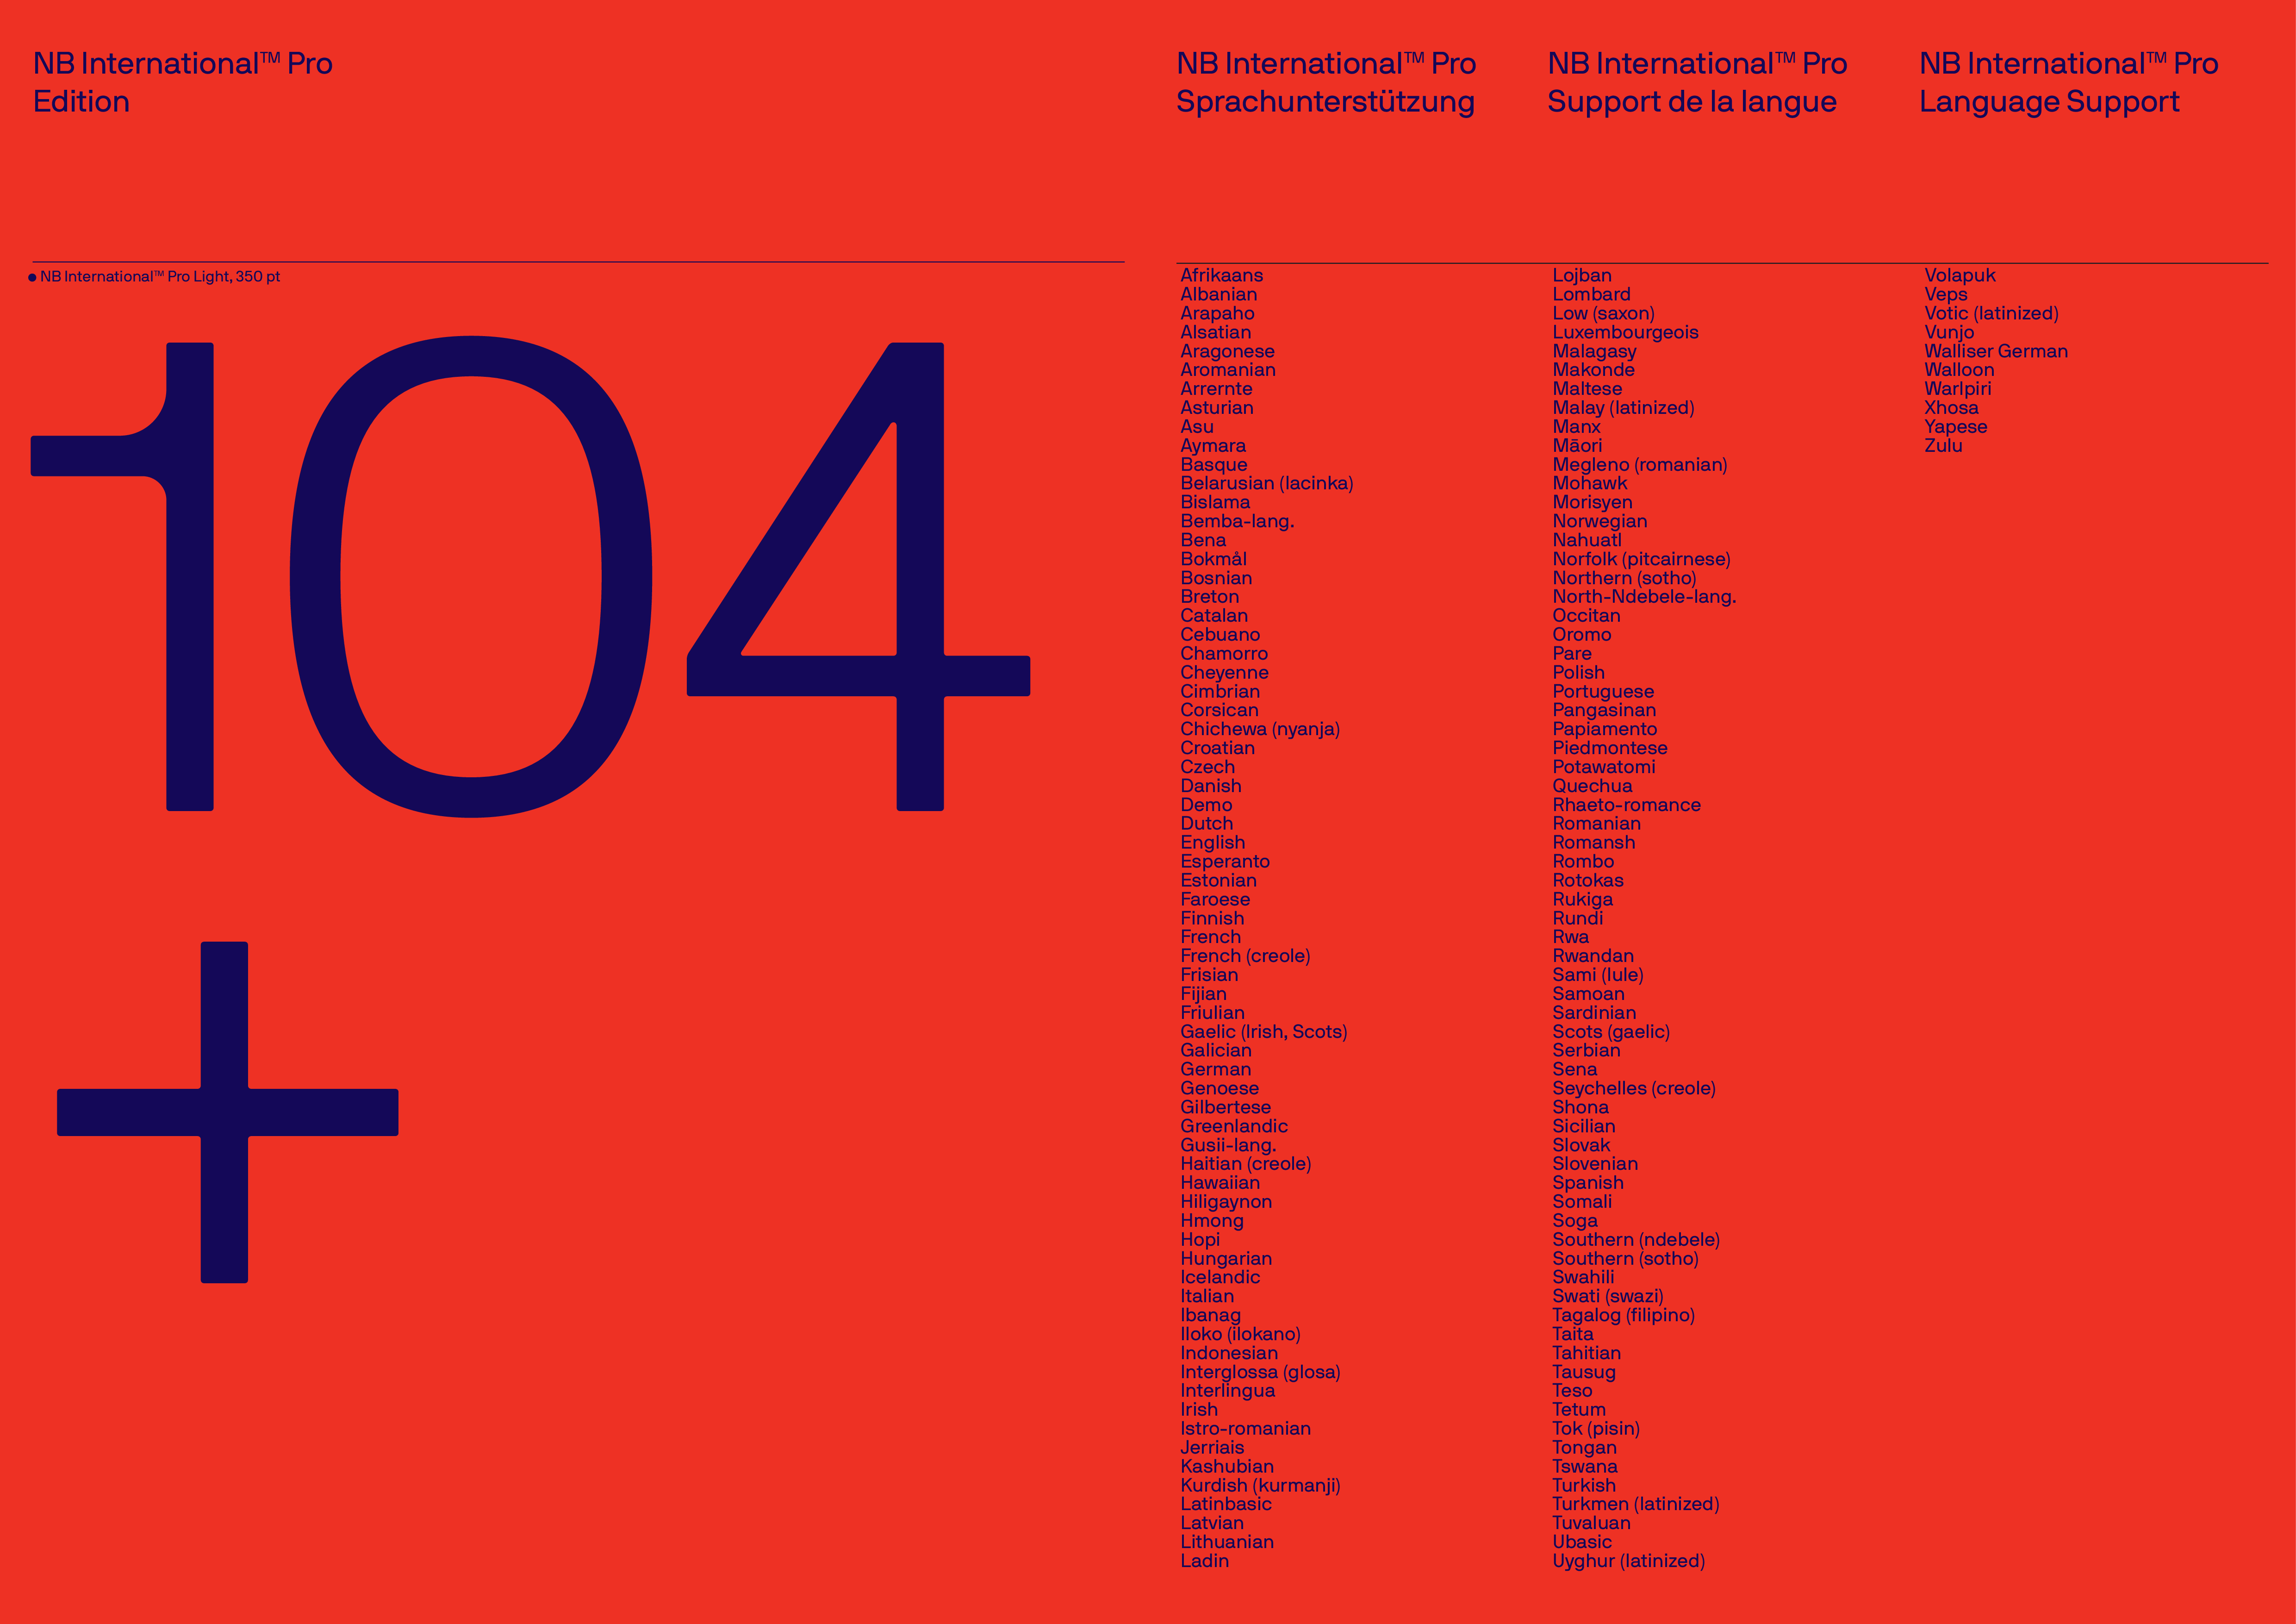 NB International™ Pro
Edition
● NB International™ Pro Light, 350 pt
104
+
NB International™ Pro
Sprachunterstützung
Afrikaans
Albanian
Arapaho
Alsatian
Aragonese
Aromanian
Arrernte
Asturian
Asu
Aymara
Basque
Belarusian (lacinka)
Bislama
Bemba-lang.
Bena
Bokmål
Bosnian
Breton
Catalan
Cebuano
Chamorro
Cheyenne
Cimbrian
Corsican
Chichewa (nyanja)
Croatian
Czech
Danish
Demo
Dutch
English
Esperanto
Estonian
Faroese
Finnish
French
French (creole)
Frisian
Fijian
Friulian
Gaelic (Irish, Scots)
Galician
German
Genoese
Gilbertese
Greenlandic
Gusii-lang.
Haitian (creole)
Hawaiian
Hiligaynon
Hmong
Hopi
Hungarian
Icelandic
Italian
Ibanag
Iloko (ilokano)
Indonesian
Interglossa (glosa)
Interlingua
Irish
Istro-romanian
Jerriais
Kashubian
Kurdish (kurmanji)
Latinbasic
Latvian
Lithuanian
Ladin
NB International™ Pro
Support de la langue
Lojban
Lombard
Low (saxon)
Luxembourgeois
Malagasy
Makonde
Maltese
Malay (latinized)
Manx
Māori
Megleno (romanian)
Mohawk
Morisyen
Norwegian
Nahuatl
Norfolk (pitcairnese)
Northern (sotho)
North-Ndebele-lang.
Occitan
Oromo
Pare
Polish
Portuguese
Pangasinan
Papiamento
Piedmontese
Potawatomi
Quechua
Rhaeto-romance
Romanian
Romansh
Rombo
Rotokas
Rukiga
Rundi
Rwa
Rwandan
Sami (lule)
Samoan
Sardinian
Scots (gaelic)
Serbian
Sena
Seychelles (creole)
Shona
Sicilian
Slovak
Slovenian
Spanish
Somali
Soga
Southern (ndebele)
Southern (sotho)
Swahili
Swati (swazi)
Tagalog (filipino)
Taita
Tahitian
Tausug
Teso
Tetum
Tok (pisin)
Tongan
Tswana
Turkish
Turkmen (latinized)
Tuvaluan
Ubasic
Uyghur (latinized)
NB International™ Pro
Language Support
Volapuk
Veps
Votic (latinized)
Vunjo
Walliser German
Walloon
Warlpiri
Xhosa
Yapese
Zulu